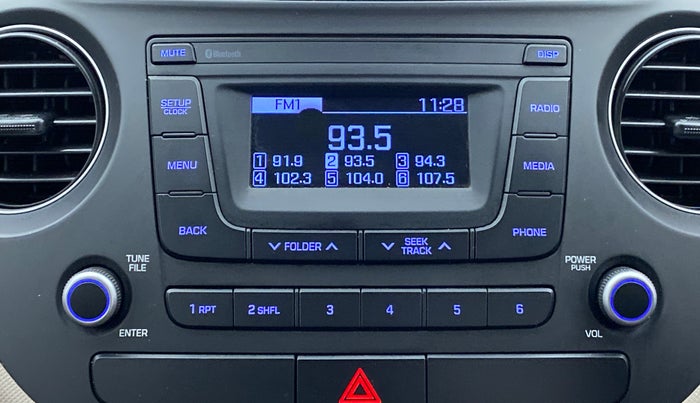 MUTE
Bluetooth
DISP
SETUP
CLOCK
FM1 11:28
RADIO
93.5
1 91.9 2 93.5 3 94.3
4 102.3 5 104.0 6 107.5
MENU
MEDIA
BACK
FOLDER
SEEK
TRACK
PHONE
TUNE
FILE
POWER
PUSH
1 RPT 2 SHFL 3 4 5 6
ENTER
VOL